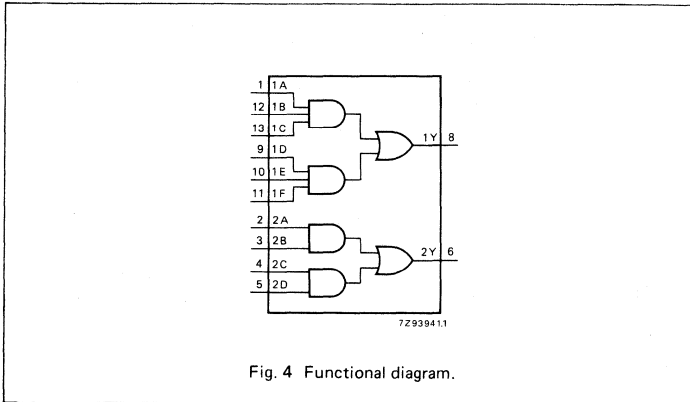 1 1A
12 1B
13 1C
1Y 8
9 1D
10 1E
11 1F
2 2A
3 2B
2Y 6
4 2C
5 2D
7Z93941.1
Fig. 4 Functional diagram.